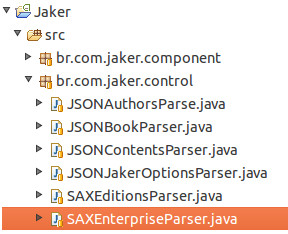 Jaker
src
br.com.jaker.component
br.com.jaker.control
JSONAuthorsParse.java
JSONBookParser.java
JSONContentsParser.java
JSONJakerOptionsParser.java
SAXEditionsParser.java
SAXEnterpriseParser.java